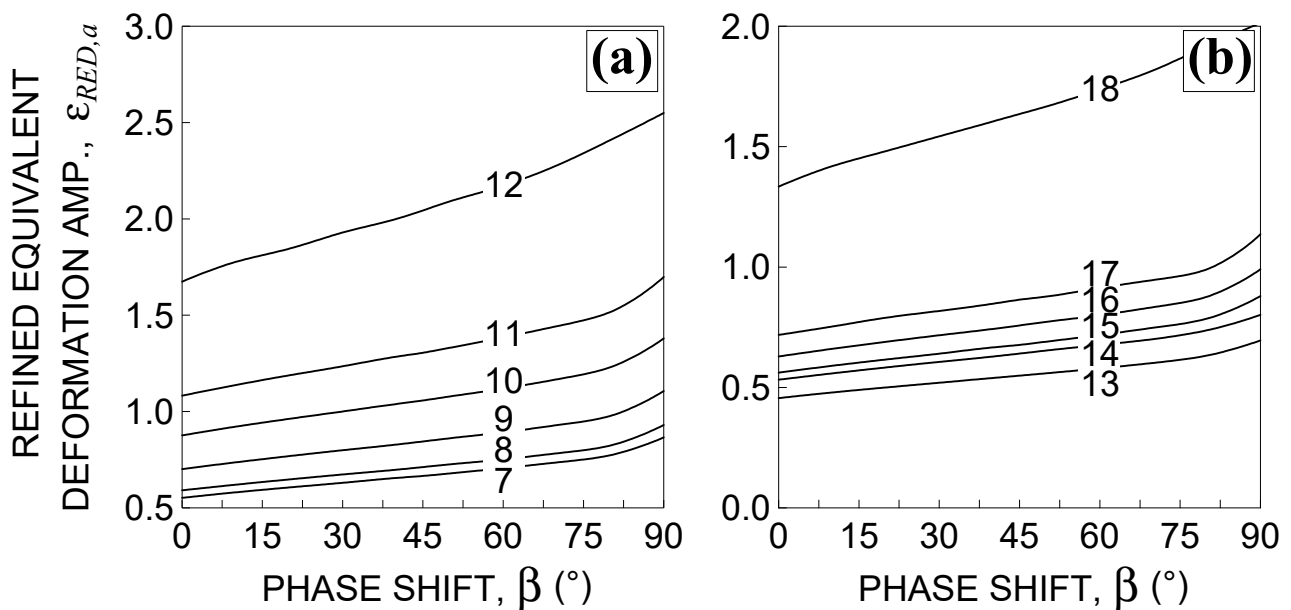 REFINED EQUIVALENT
DEFORMATION AMP., εRED,a
3.0
2.5
2.0
1.5
1.0
0.5
(a)
12
11
10
9
8
7
0 15 30 45 60 75 90
PHASE SHIFT, β (°)
2.0
1.5
1.0
0.5
0.0
(b)
18
17
16
15
14
13
0 15 30 45 60 75 90
PHASE SHIFT, β (°)